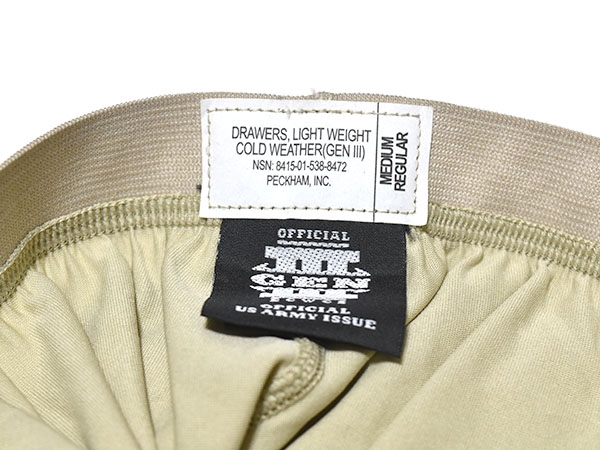 DRAWERS, LIGHT WEIGHT
COLD WEATHER(GEN III)
NSN: 8415-01-538-8472
PECKHAM, INC.
MEDIUM
REGULAR
OFFICIAL
III
GEN
OFFICIAL
US ARMY ISSUE